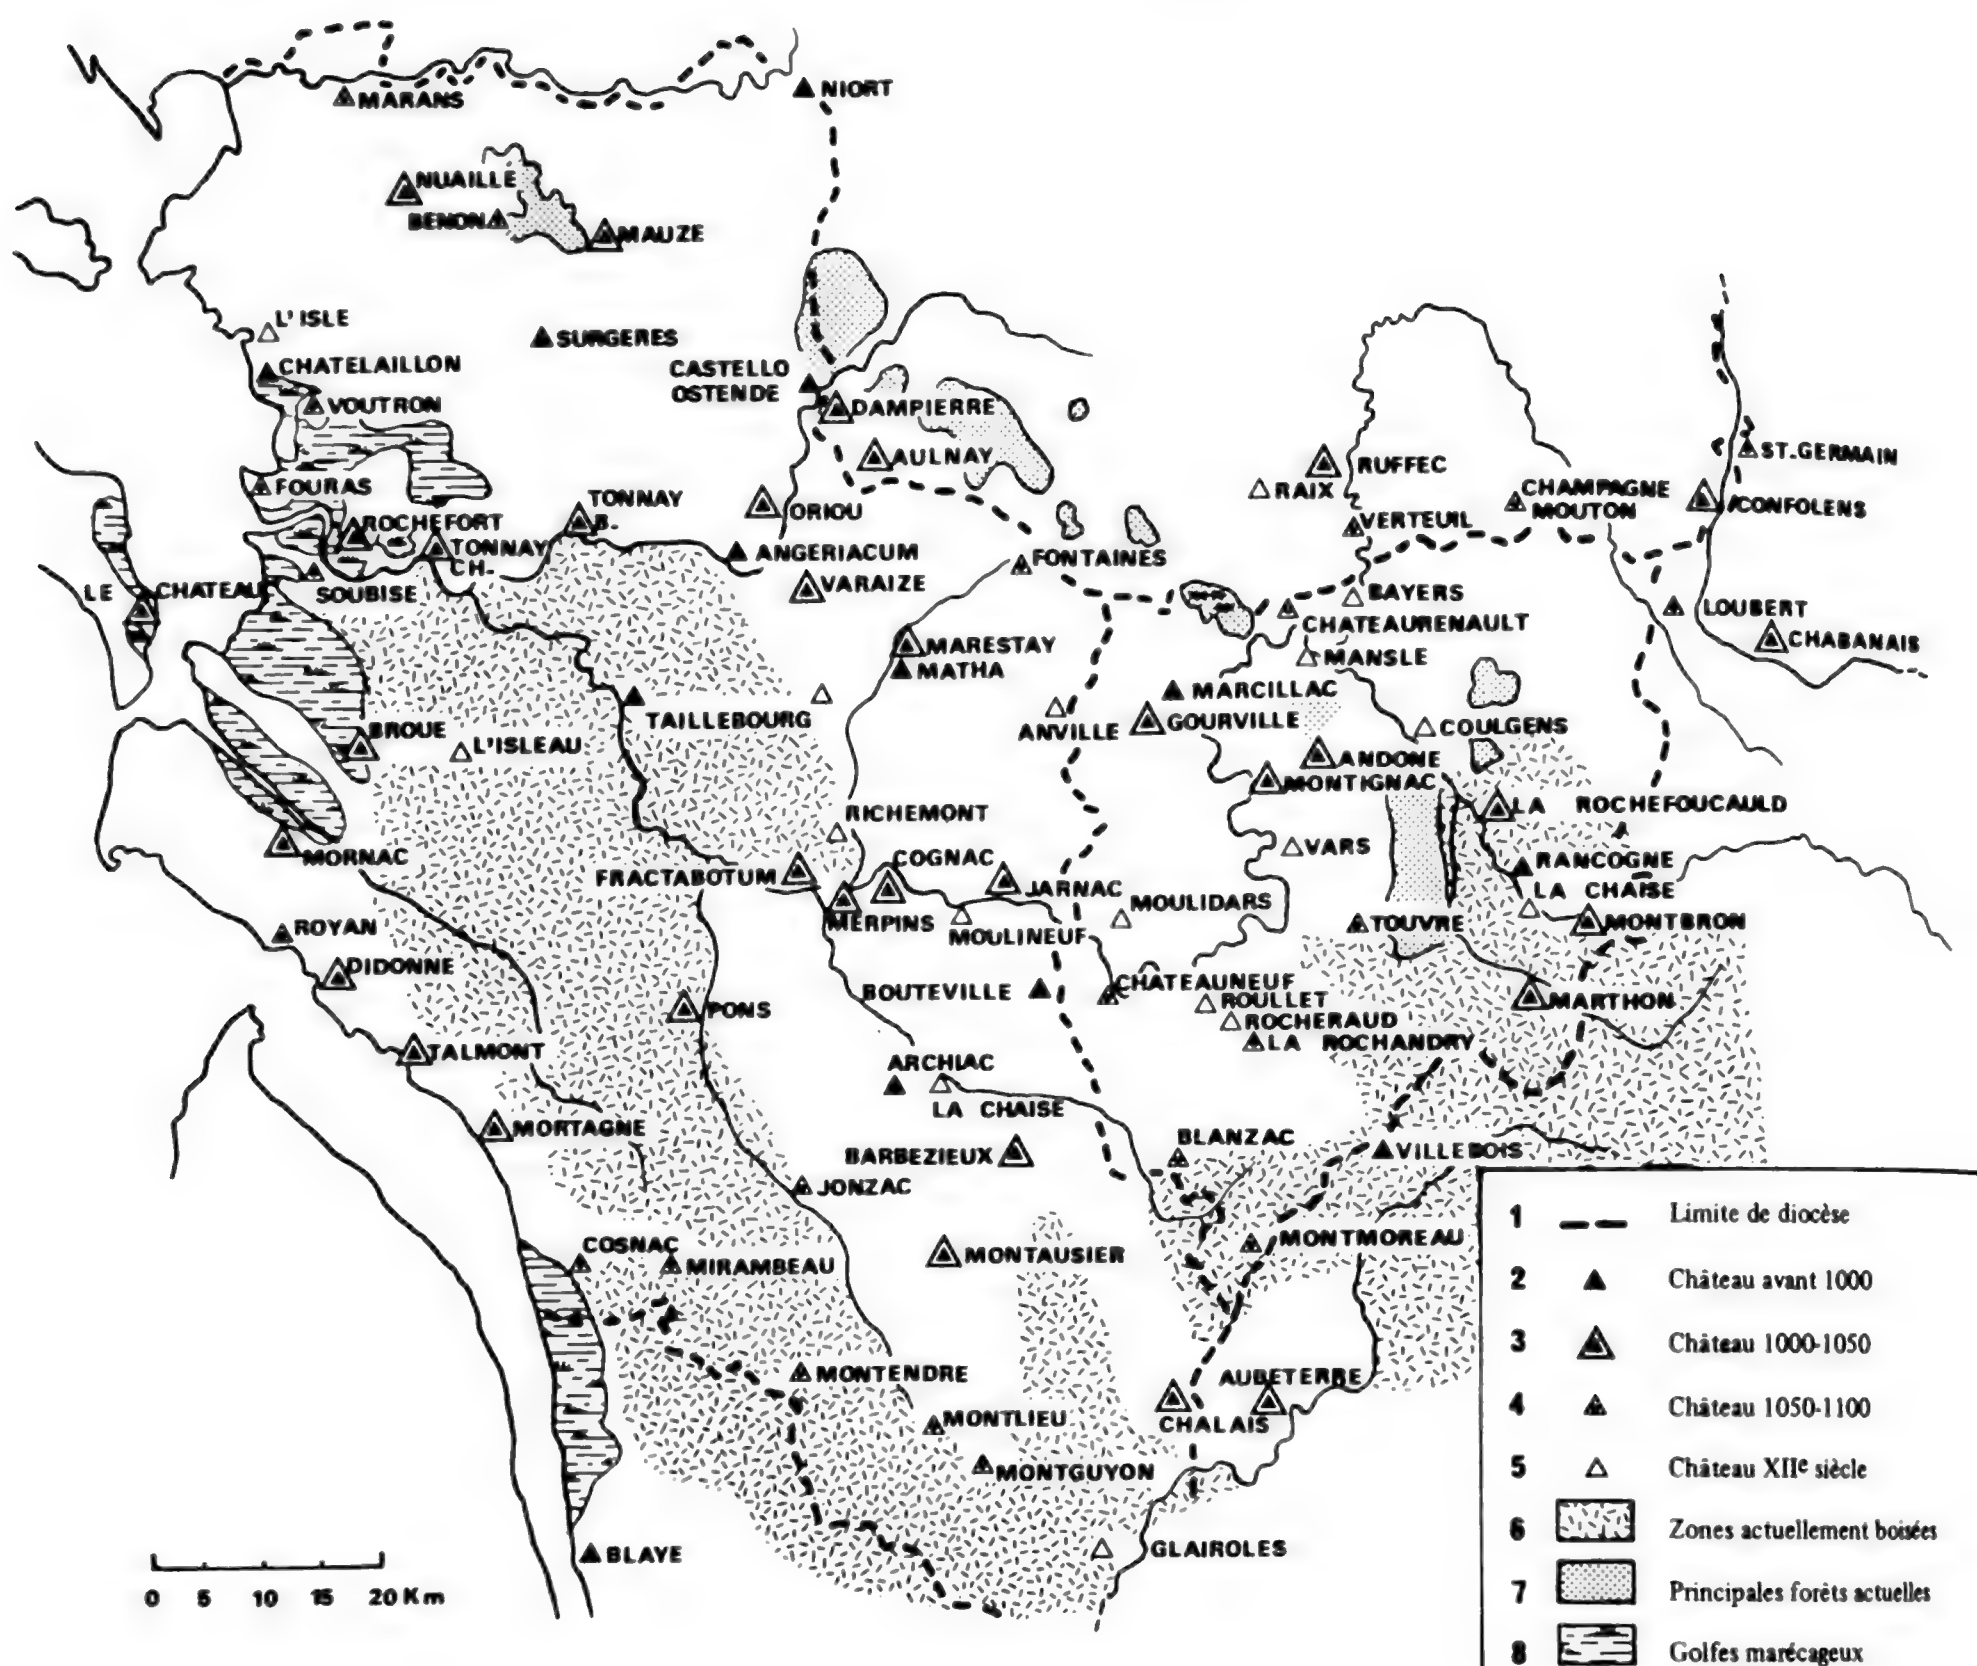 MARANS
NIORT
NUAILLE
BENON
MAUZE
L'ISLE
SURGERES
CHATELAILLON
CASTELLO
OSTENDE
VOUTRON
DAMPIERRE
AULNAY
RUFFEC
ST.GERMAIN
FOURAS
RAIX
CHAMPAGNE
MOUTON
CONFOLENS
TONNAY
B.
ORIOU
ROCHEFORT
VERTEUIL
TONNAY
CH.
ANGERIACUM
FONTAINES
VARAIZE
LE CHATEAU
SOUBISE
BAYERS
LOUBERT
CHATEAURENAULT
CHABANAIS
MARESTAY
MATHA
MANSLE
MARCILLAC
TAILLEBOURG
ANVILLE
GOURVILLE
COULGENS
BROUE
L'ISLEAU
ANDONE
MONTIGNAC
LA ROCHEFOUCAULD
RICHEMONT
VARS
MORNAC
COGNAC
RANCOGNE
FRACTABOTUM
JARNAC
LA CHAISE
MERPINS
MOULIDARS
ROYAN
MOULINEUF
TOUVRE
MONTBRON
DIDONNE
CHATEAUNEUF
BOUTEVILLE
ROULLET
MARTHON
PONS
ROCHERAUD
LA ROCHANDRY
TALMONT
ARCHIAC
LA CHAISE
MORTAGNE
BLANZAC
BARBEZIEUX
VILLEBOIS
JONZAC
COSNAC
MIRAMBEAU
MONTAUSIER
MONTMOREAU
MONTENDRE
AUBETERRE
MONTLIEU
CHALAIS
MONTGUYON
BLAYE
GLAIROLES
0 5 10 15 20 Km
1 Limite de diocèse
2 Château avant 1000
3 Château 1000-1050
4 Château 1050-1100
5 Château XIIe siècle
6 Zones actuellement boisées
7 Principales forêts actuelles
8 Golfes marécageux